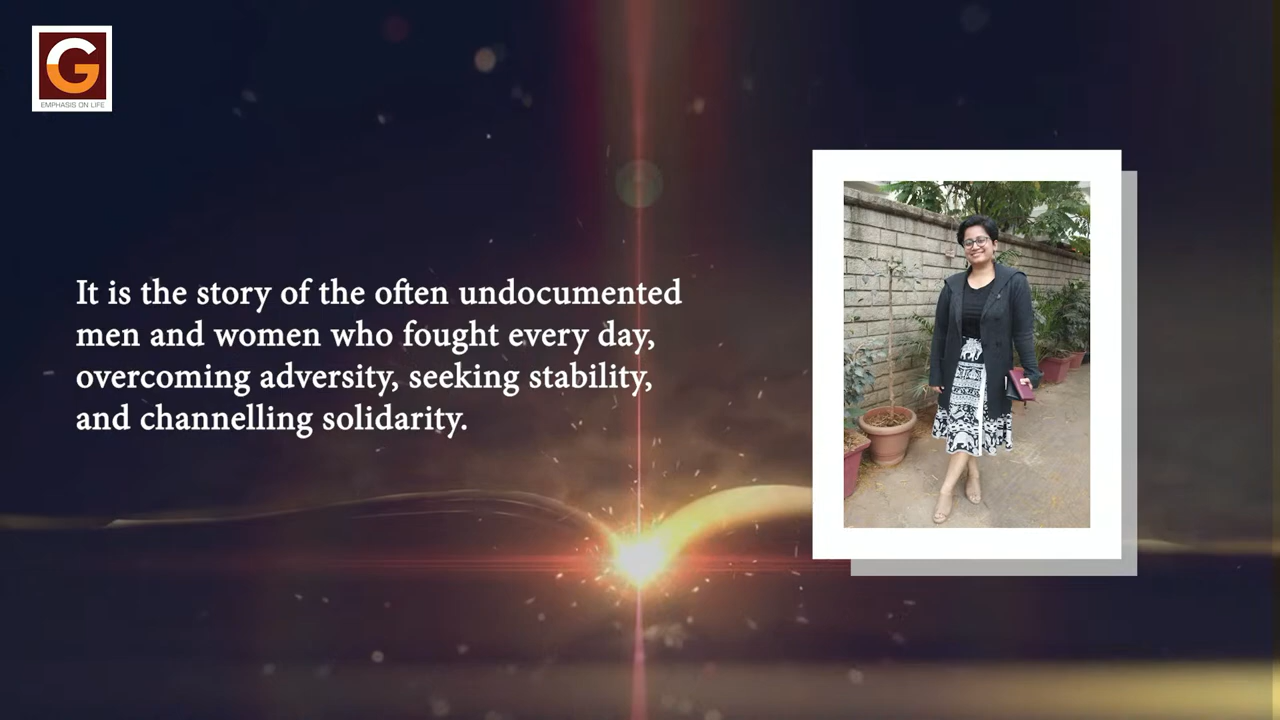 G
EMPHASIS ON LIFE
It is the story of the often undocumented
men and women who fought every day,
overcoming adversity, seeking stability,
and channelling solidarity.